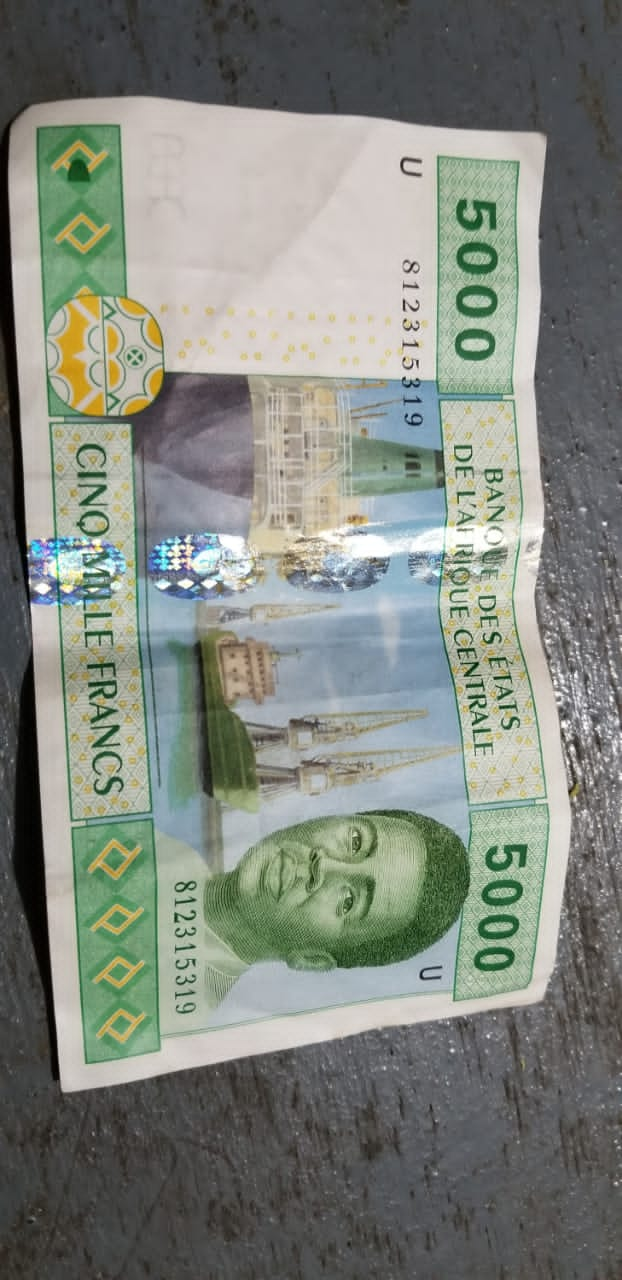 5000
BANQUE DES ÉTATS
DE L'AFRIQUE CENTRALE
5000
U
812315319
U
812315319
CINQ MILLE FRANCS